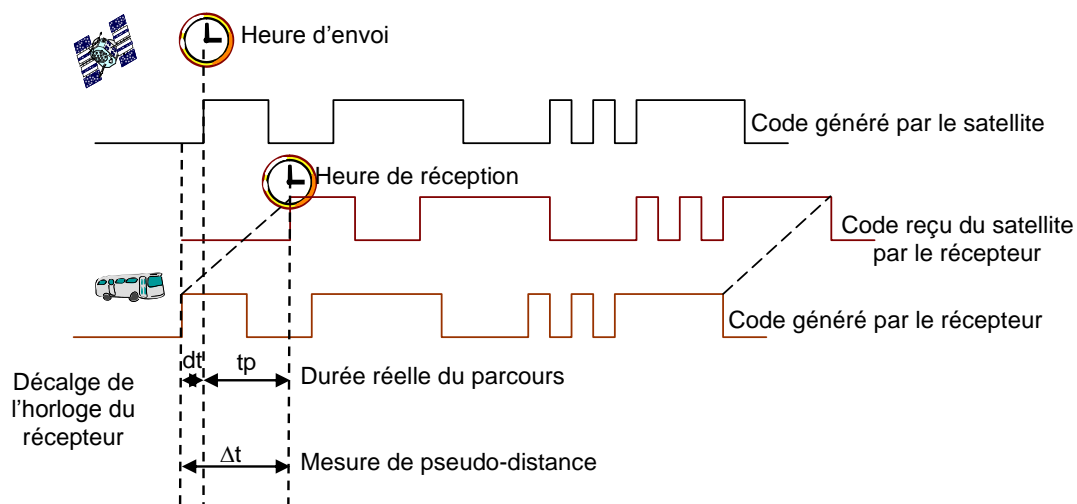 Heure d'envoi
Code généré par le satellite
Heure de réception
Code reçu du satellite
par le récepteur
Code généré par le récepteur
dt
tp
Durée réelle du parcours
Décalge de
l'horloge du
récepteur
Δt
Mesure de pseudo-distance